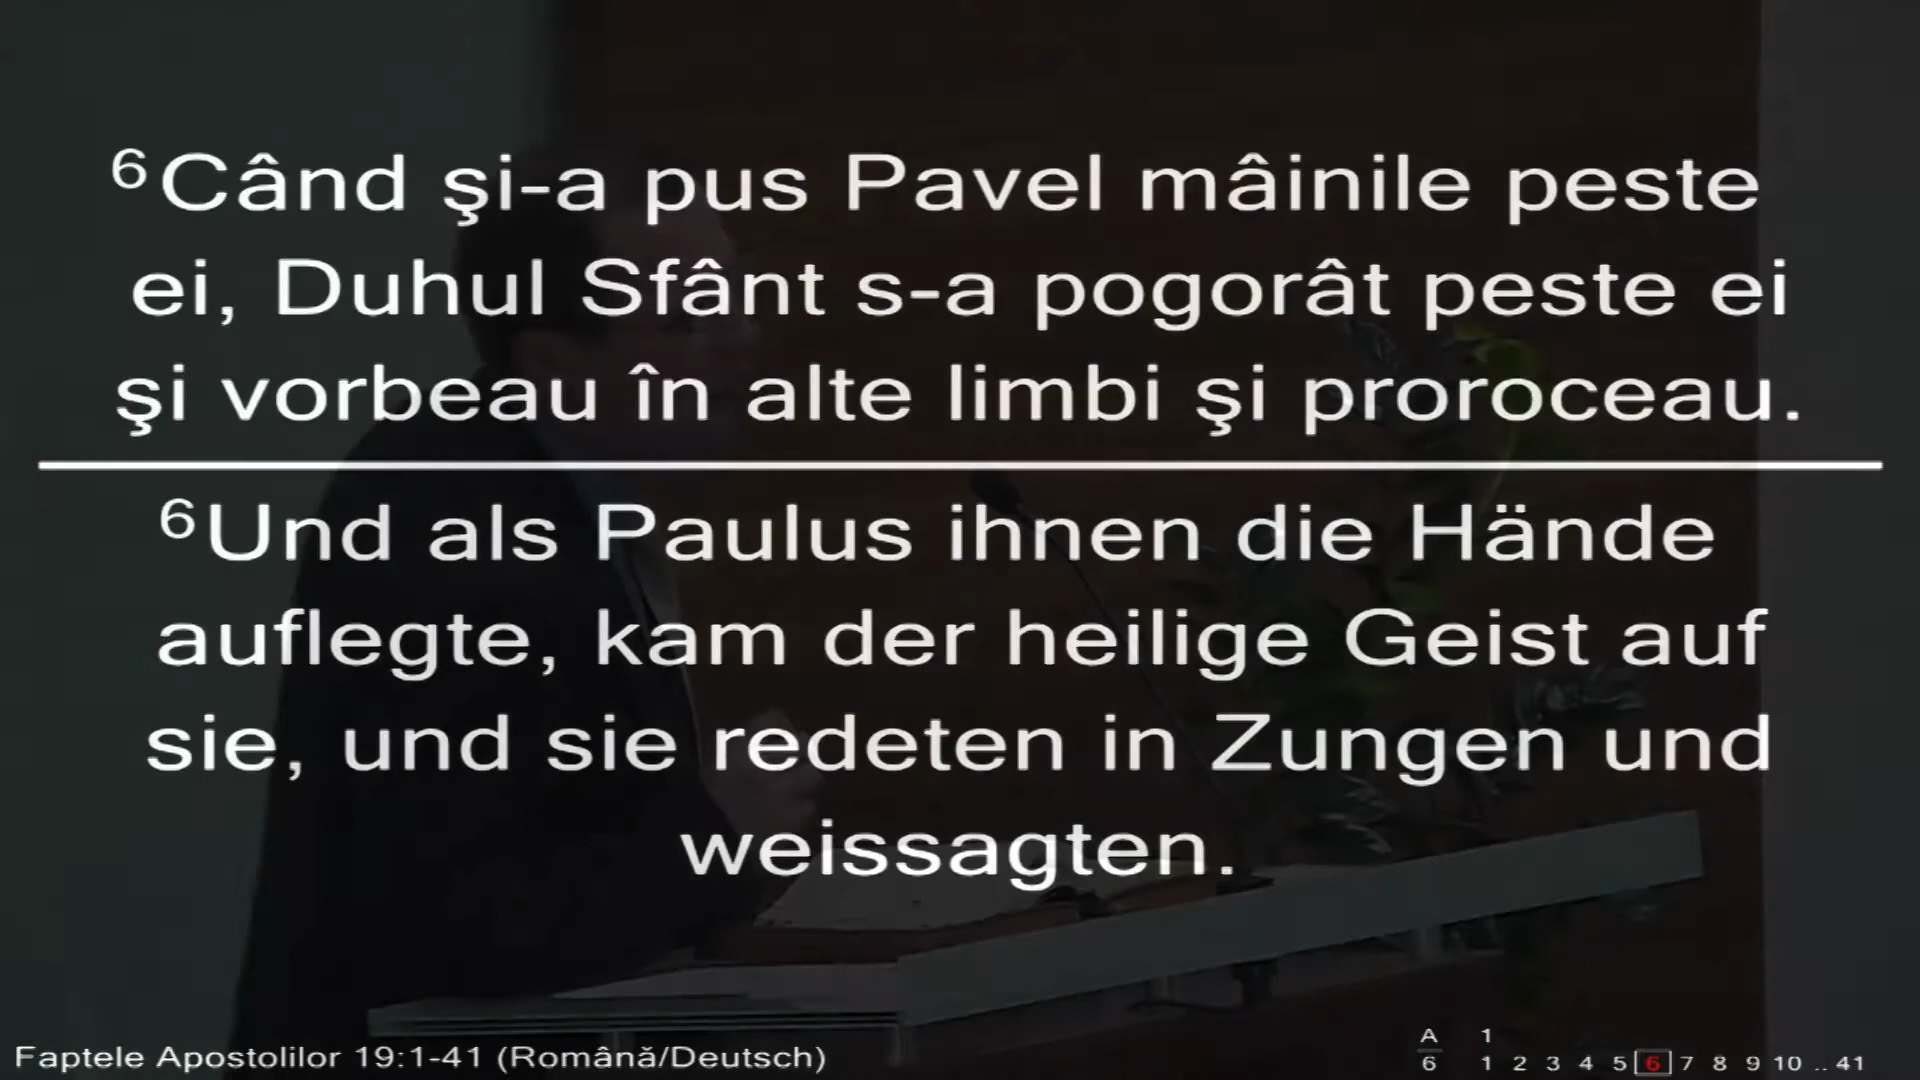 6Când şi-a pus Pavel mâinile peste
ei, Duhul Sfânt s-a pogorât peste ei
şi vorbeau în alte limbi şi proroceau.
6Und als Paulus ihnen die Hände
auflegte, kam der heilige Geist auf
sie, und sie redeten in Zungen und
weissagten.
Faptele Apostolilor 19:1-41 (Română/Deutsch)
A 1
6 1 2 3 4 5 6 7 8 9 10 .. 41